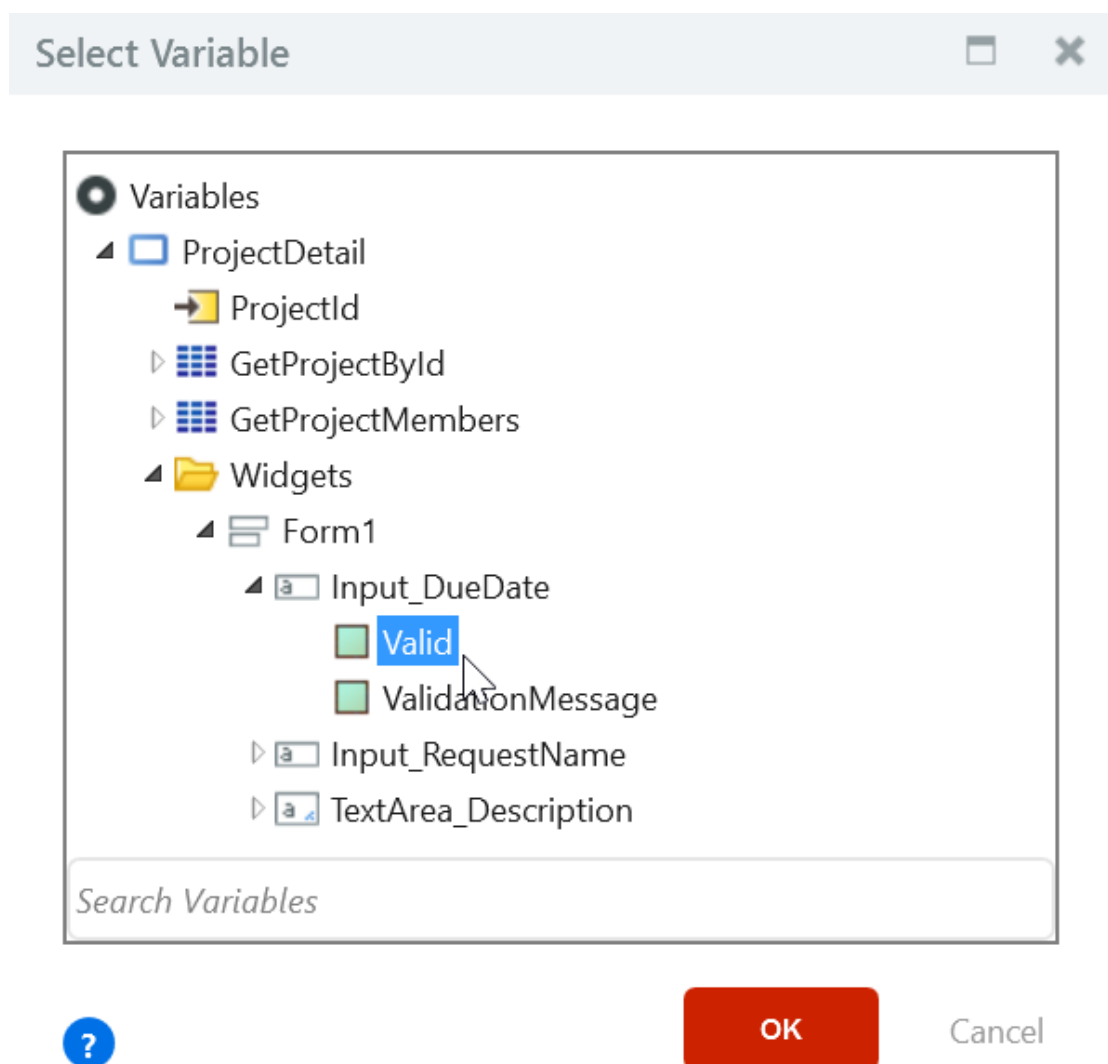 Select Variable
Variables
ProjectDetail
ProjectId
GetProjectById
GetProjectMembers
Widgets
Form1
a Input_DueDate
Valid
ValidationMessage
a Input_RequestName
a TextArea_Description
Search Variables
? OK Cancel